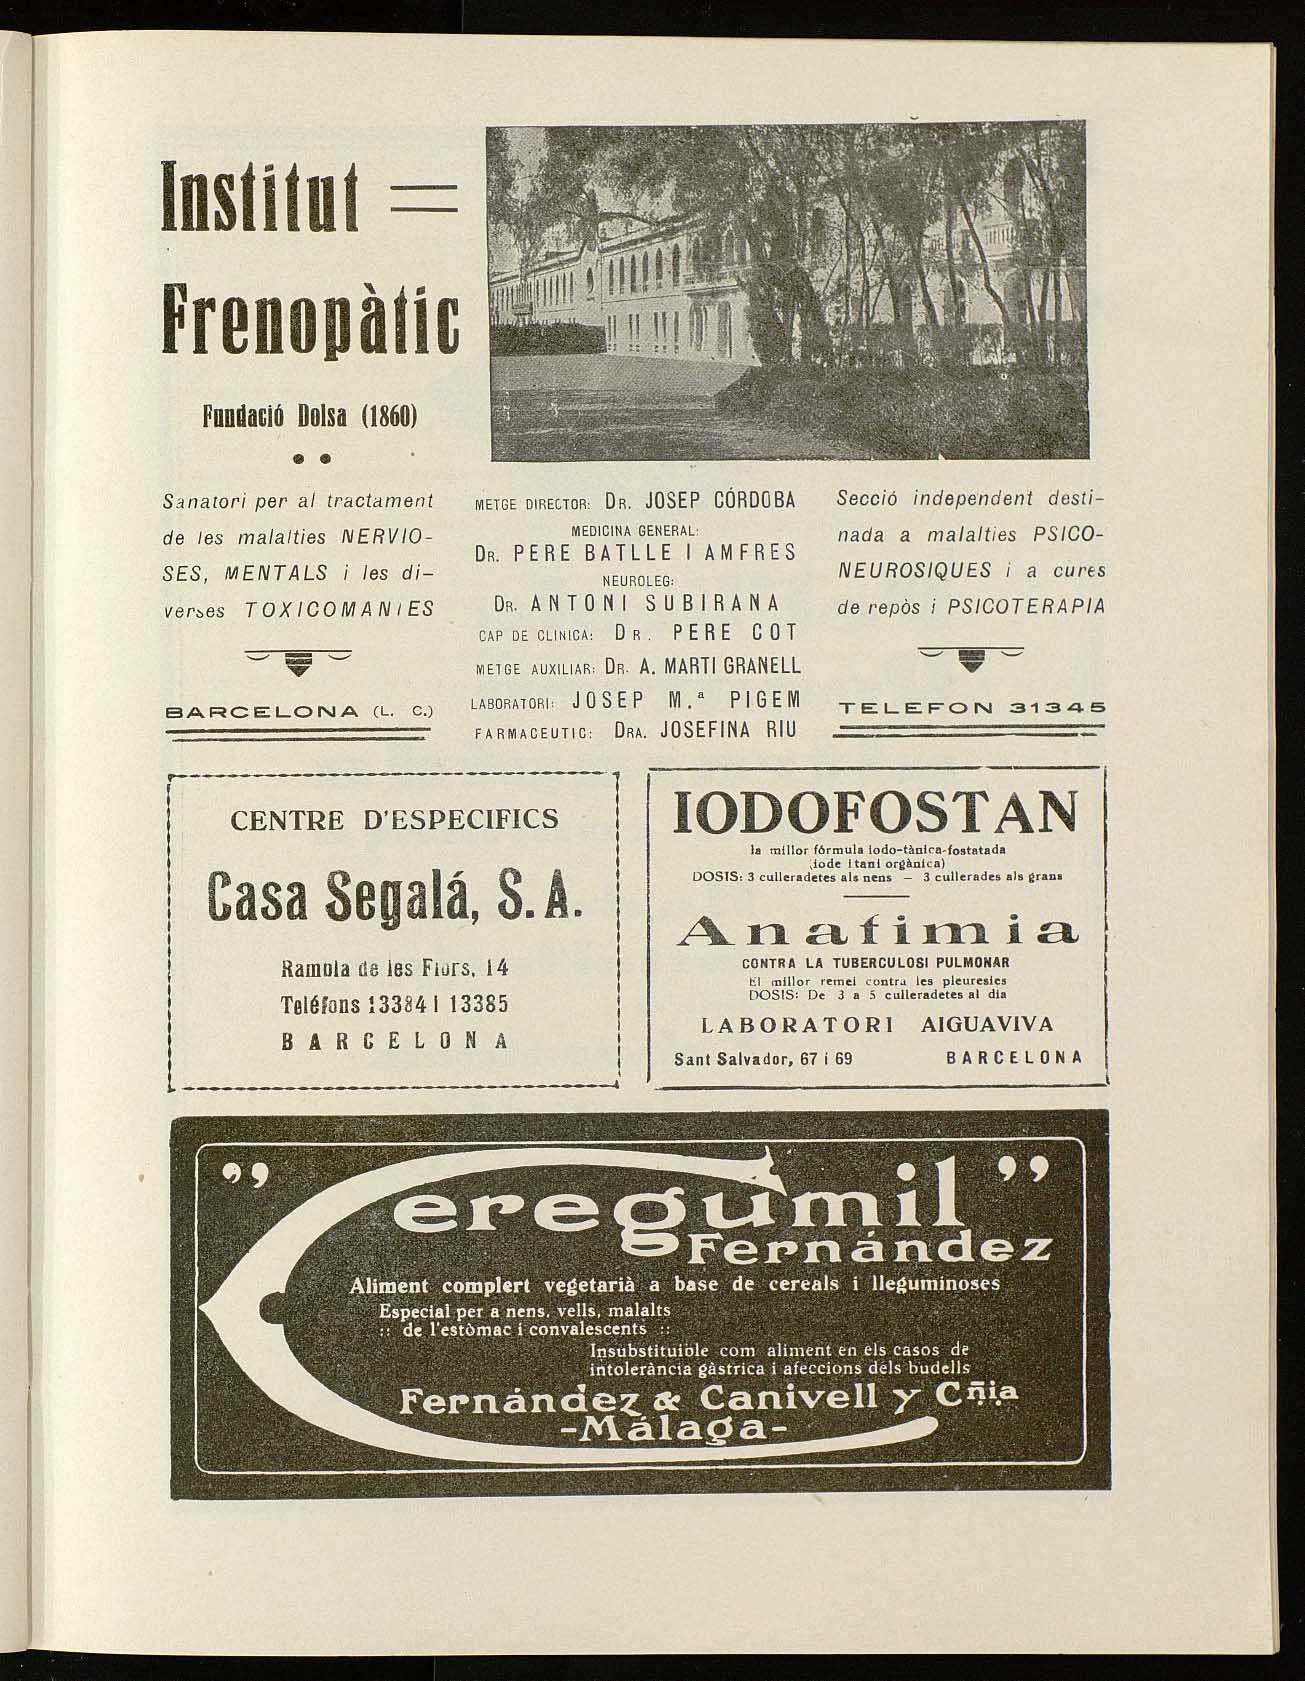 Institut =
Frenopàtic
Fundació Dolsa (1860)
Sanatori per al tractament
de les malalties NERVIO-
SES, MENTALS i les di-
verses TOXICOMANIES
BARCELONA (L. C.)
METGE DIRECTOR: DR. JOSEP CÓRDOBA
MEDICINA GENERAL:
DR. PERE BATLLE I AMFRES
NEUROLEG:
DR. ANTONI SUBIRANA
CAP DE CLINICA: DR. PERE COT
METGE AUXILIAR: DR. A. MARTI GRANELL
LABORATORI: JOSEP M.ª PIGEM
FARMACEUTIC: DRA. JOSEFINA RIU
Secció independent desti-
nada a malalties PSICO-
NEUROSIQUES i a cures
de repòs i PSICOTERAPIA
TELEFON 31345
CENTRE D'ESPECIFICS
Casa Segalá, S. A.
Rambla de les Flors, 14
Teléfons 13384 I 13385
BARCELONA
IODOFOSTAN
la millor fórmula iodo-tànica-fostatada
(iode i tani orgànica)
DOSIS: 3 culleradetes als nens — 3 cullerades als grans
Anatimia
CONTRA LA TUBERCULOSI PULMONAR
El millor remei contra les pleuresies
DOSIS: De 3 a 5 culleradetes al dia
LABORATORI AIGUAVIVA
Sant Salvador, 67 i 69 BARCELONA
"Ceregumil"
Fernández
Aliment complert vegetarià a base de cereals i lleguminoses
Especial per a nens, vells, malalts
:: de l'estòmac i convalescents ::
Insubstituible com aliment en els casos de
intolerància gàstrica i afeccions dels budells
Fernández & Canivell y Cñia.
-Málaga-